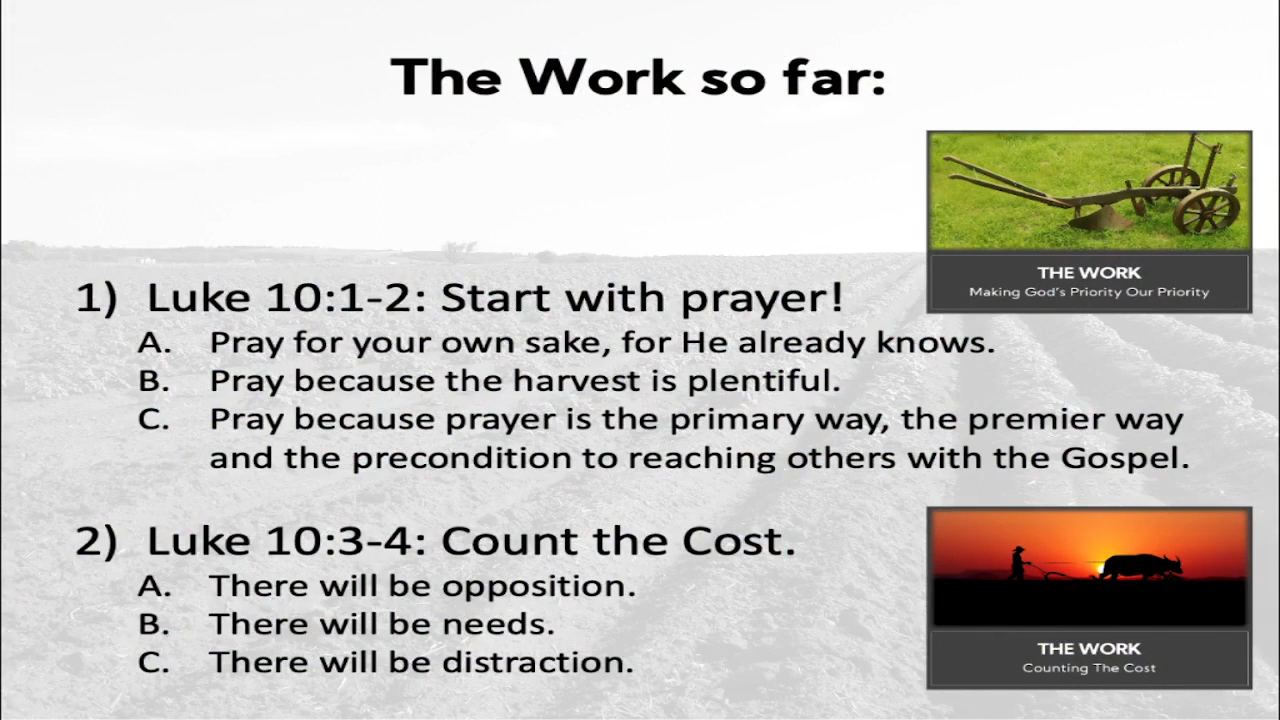 The Work so far:
THE WORK
Making God's Priority Our Priority
1) Luke 10:1-2: Start with prayer!
A. Pray for your own sake, for He already knows.
B. Pray because the harvest is plentiful.
C. Pray because prayer is the primary way, the premier way
and the precondition to reaching others with the Gospel.
2) Luke 10:3-4: Count the Cost.
A. There will be opposition.
B. There will be needs.
C. There will be distraction.
THE WORK
Counting The Cost